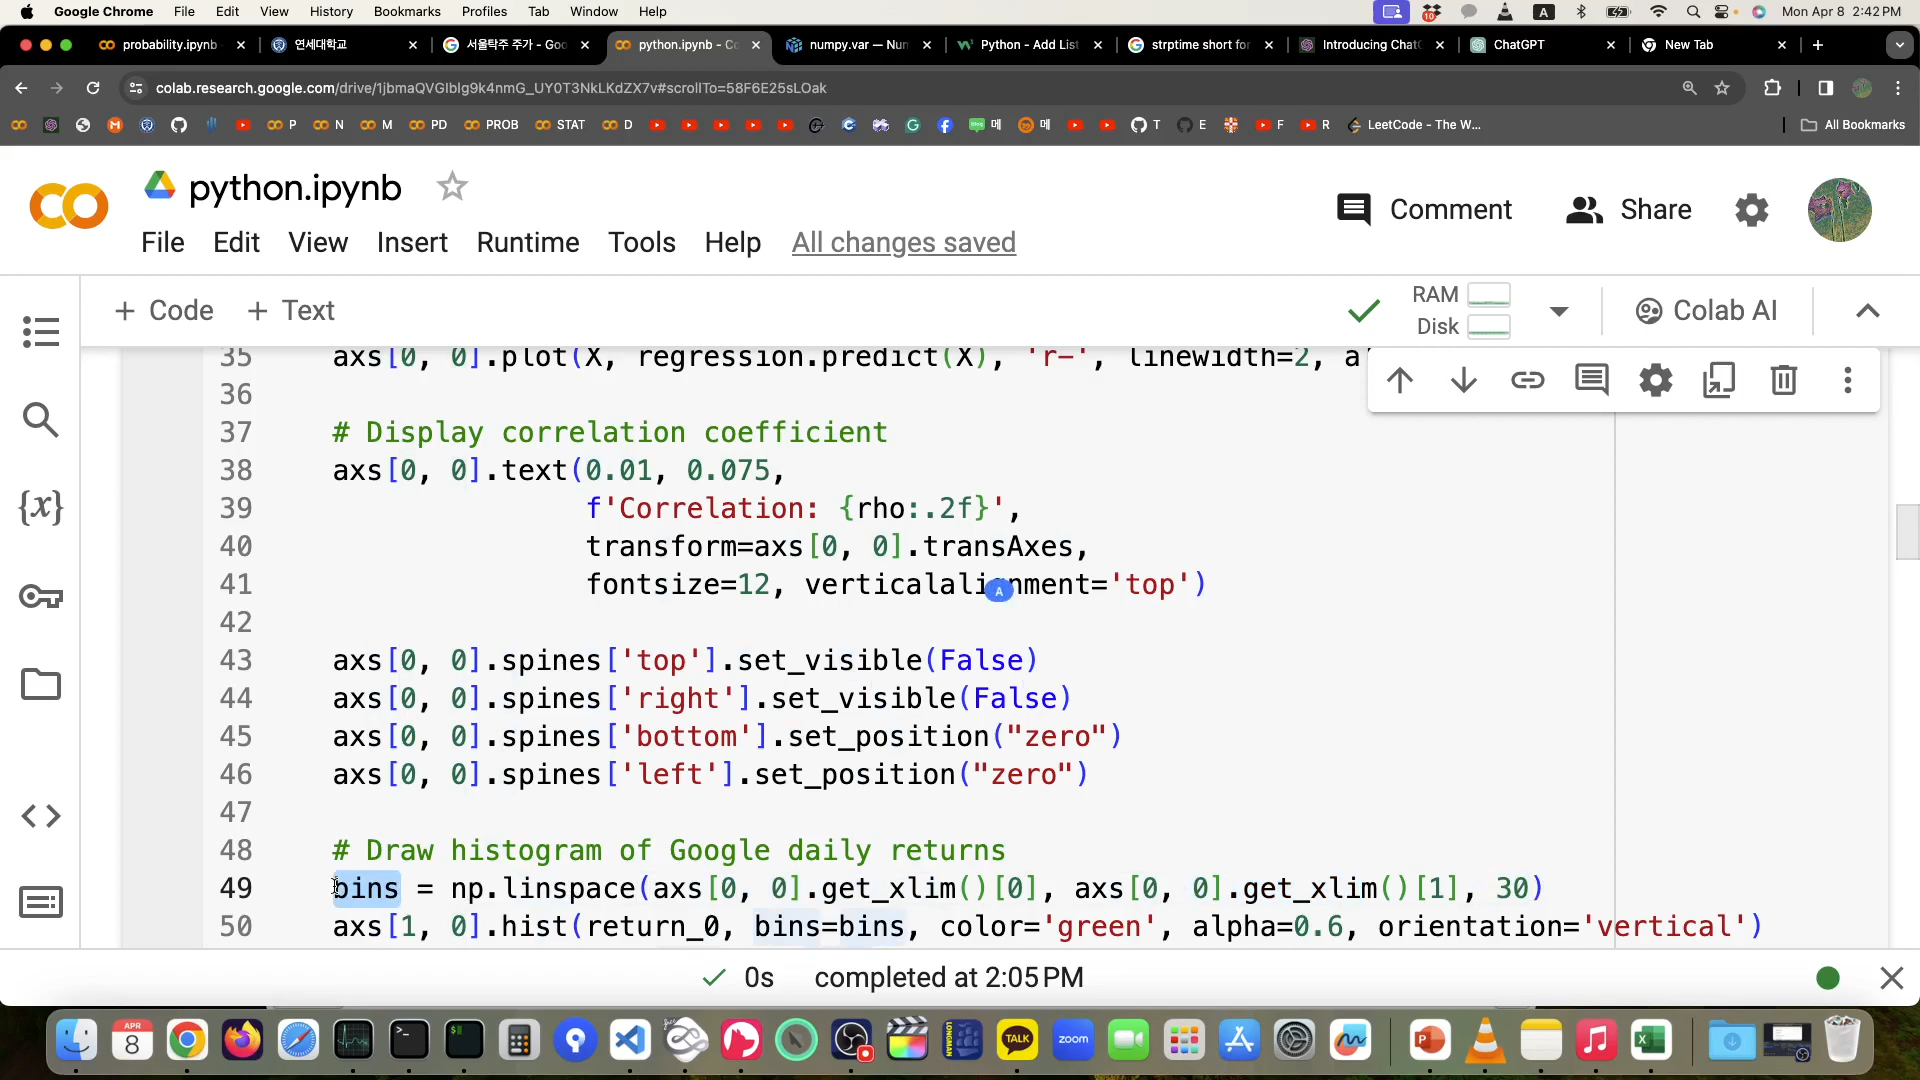 Google Chrome File Edit View History Bookmarks Profiles Tab Window Help A Mon Apr 8 2:42 PM
probability.ipynb 연세대학교 서울탁주 주가 - Goo python.ipynb - Co numpy.var — Num Python - Add List strptime short for Introducing ChatG ChatGPT New Tab
colab.research.google.com/drive/1jbmaQVGlblg9k4nmG_UY0T3NkLKdZX7v#scrollTo=58F6E25sLOak
P N M PD PROB STAT D 메 메 T E F R LeetCode - The W... All Bookmarks
CO python.ipynb
Comment Share
File Edit View Insert Runtime Tools Help All changes saved
+ Code + Text RAM Disk Colab AI
35 axs[0, 0].plot(X, regression.predict(X), 'r-', linewidth=2, al
36
37 # Display correlation coefficient
38 axs[0, 0].text(0.01, 0.075,
39 f'Correlation: {rho:.2f}',
40 transform=axs[0, 0].transAxes,
41 fontsize=12, verticalalignment='top')
A
42
43 axs[0, 0].spines['top'].set_visible(False)
44 axs[0, 0].spines['right'].set_visible(False)
45 axs[0, 0].spines['bottom'].set_position("zero")
46 axs[0, 0].spines['left'].set_position("zero")
47
48 # Draw histogram of Google daily returns
49 bins = np.linspace(axs[0, 0].get_xlim()[0], axs[0, 0].get_xlim()[1], 30)
50 axs[1, 0].hist(return_0, bins=bins, color='green', alpha=0.6, orientation='vertical')
{x}
0s completed at 2:05 PM
APR 8 TALK zoom